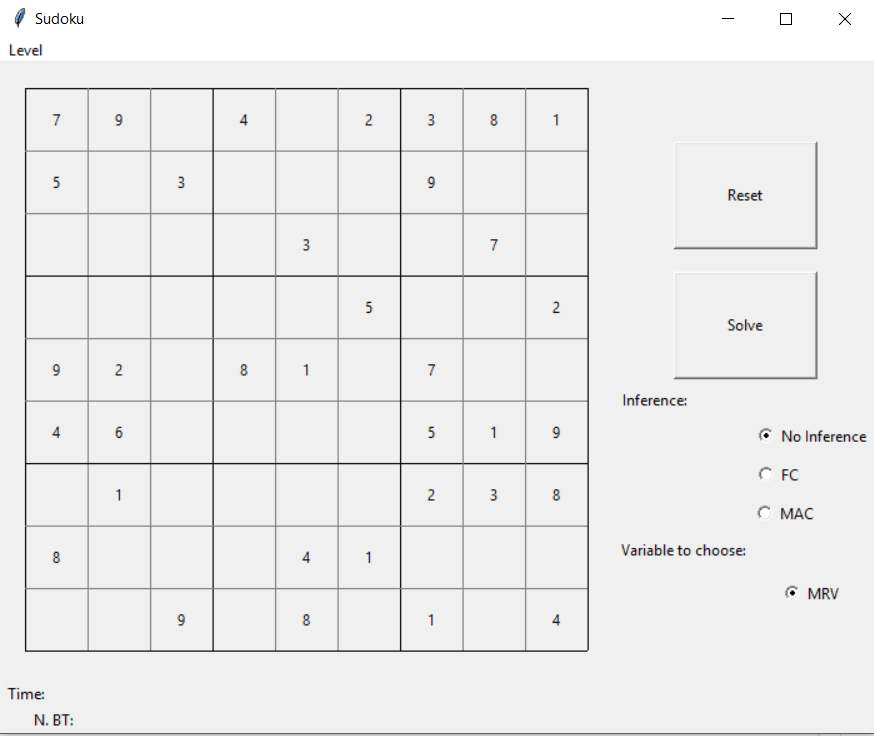 Sudoku
Level
7 9 4 2 3 8 1
5 3 9
3 7
5 2
9 2 8 1 7
4 6 5 1 9
1 2 3 8
8 4 1
9 8 1 4
Reset
Solve
Inference:
No Inference
FC
MAC
Variable to choose:
MRV
Time:
N. BT: